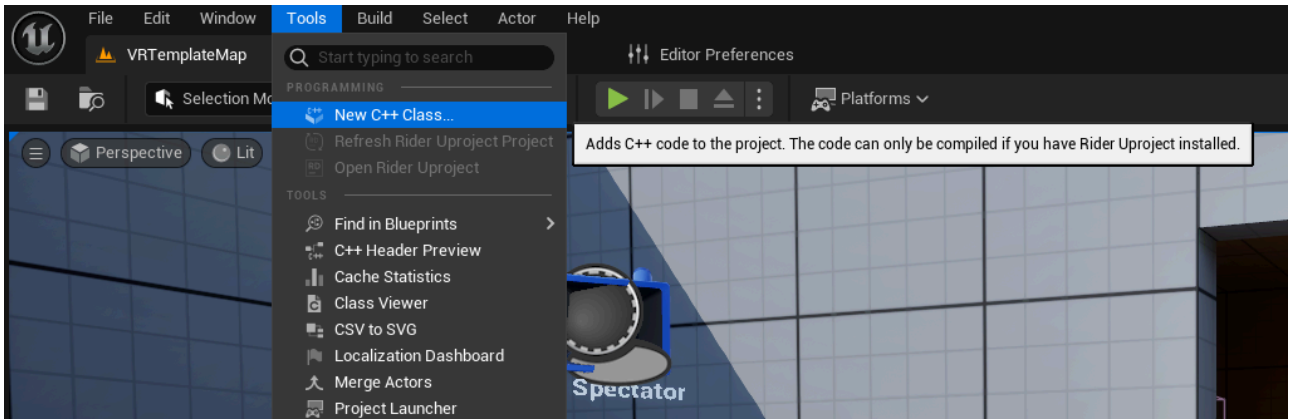 File Edit Window Tools Build Select Actor Help
VRTemplateMap
Start typing to search
Editor Preferences
PROGRAMMING
Selection Mo
Platforms
New C++ Class...
Adds C++ code to the project. The code can only be compiled if you have Rider Uproject installed.
Refresh Rider Uproject Project
Perspective Lit
RD Open Rider Uproject
TOOLS
Find in Blueprints
C++ Header Preview
Cache Statistics
Class Viewer
CSV to SVG
Localization Dashboard
Merge Actors
Spectator
Project Launcher